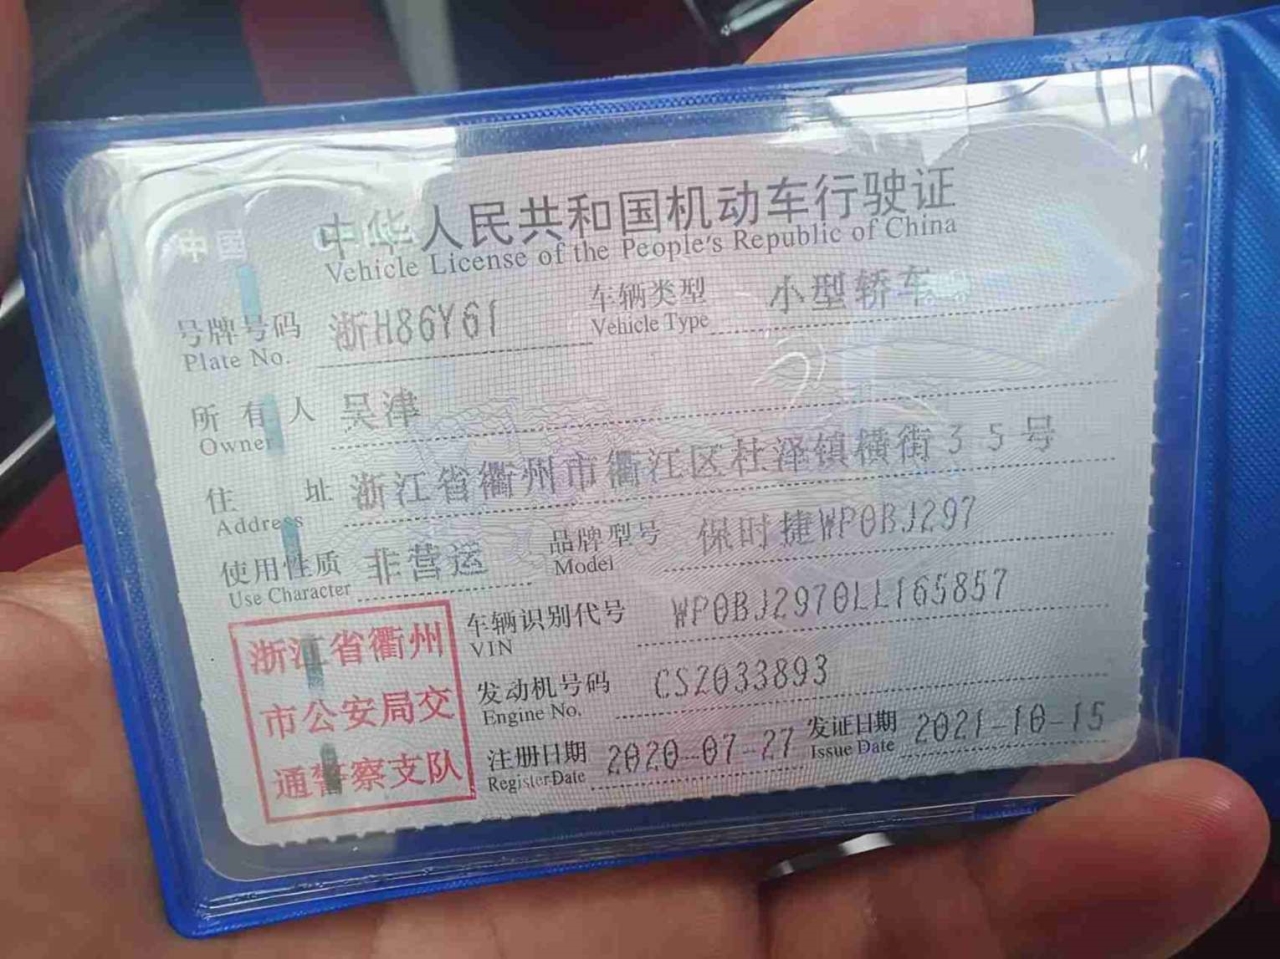 中国
中华人民共和国机动车行驶证
Vehicle License of the People's Republic of China
号牌号码 浙H86Y61 车辆类型 小型轿车
Plate No. Vehicle Type
所有人 吴津
Owner
住址 浙江省衢州市衢江区杜泽镇横街35号
Address
使用性质 非营运 品牌型号 保时捷WP0BJ297
Use Character Model
浙江省衢州
市公安局交
通警察支队
车辆识别代号 WP0BJ2970LL165857
VIN
发动机号码 CSZ033893
Engine No.
注册日期 2020-07-27 发证日期 2021-10-15
Register Date Issue Date